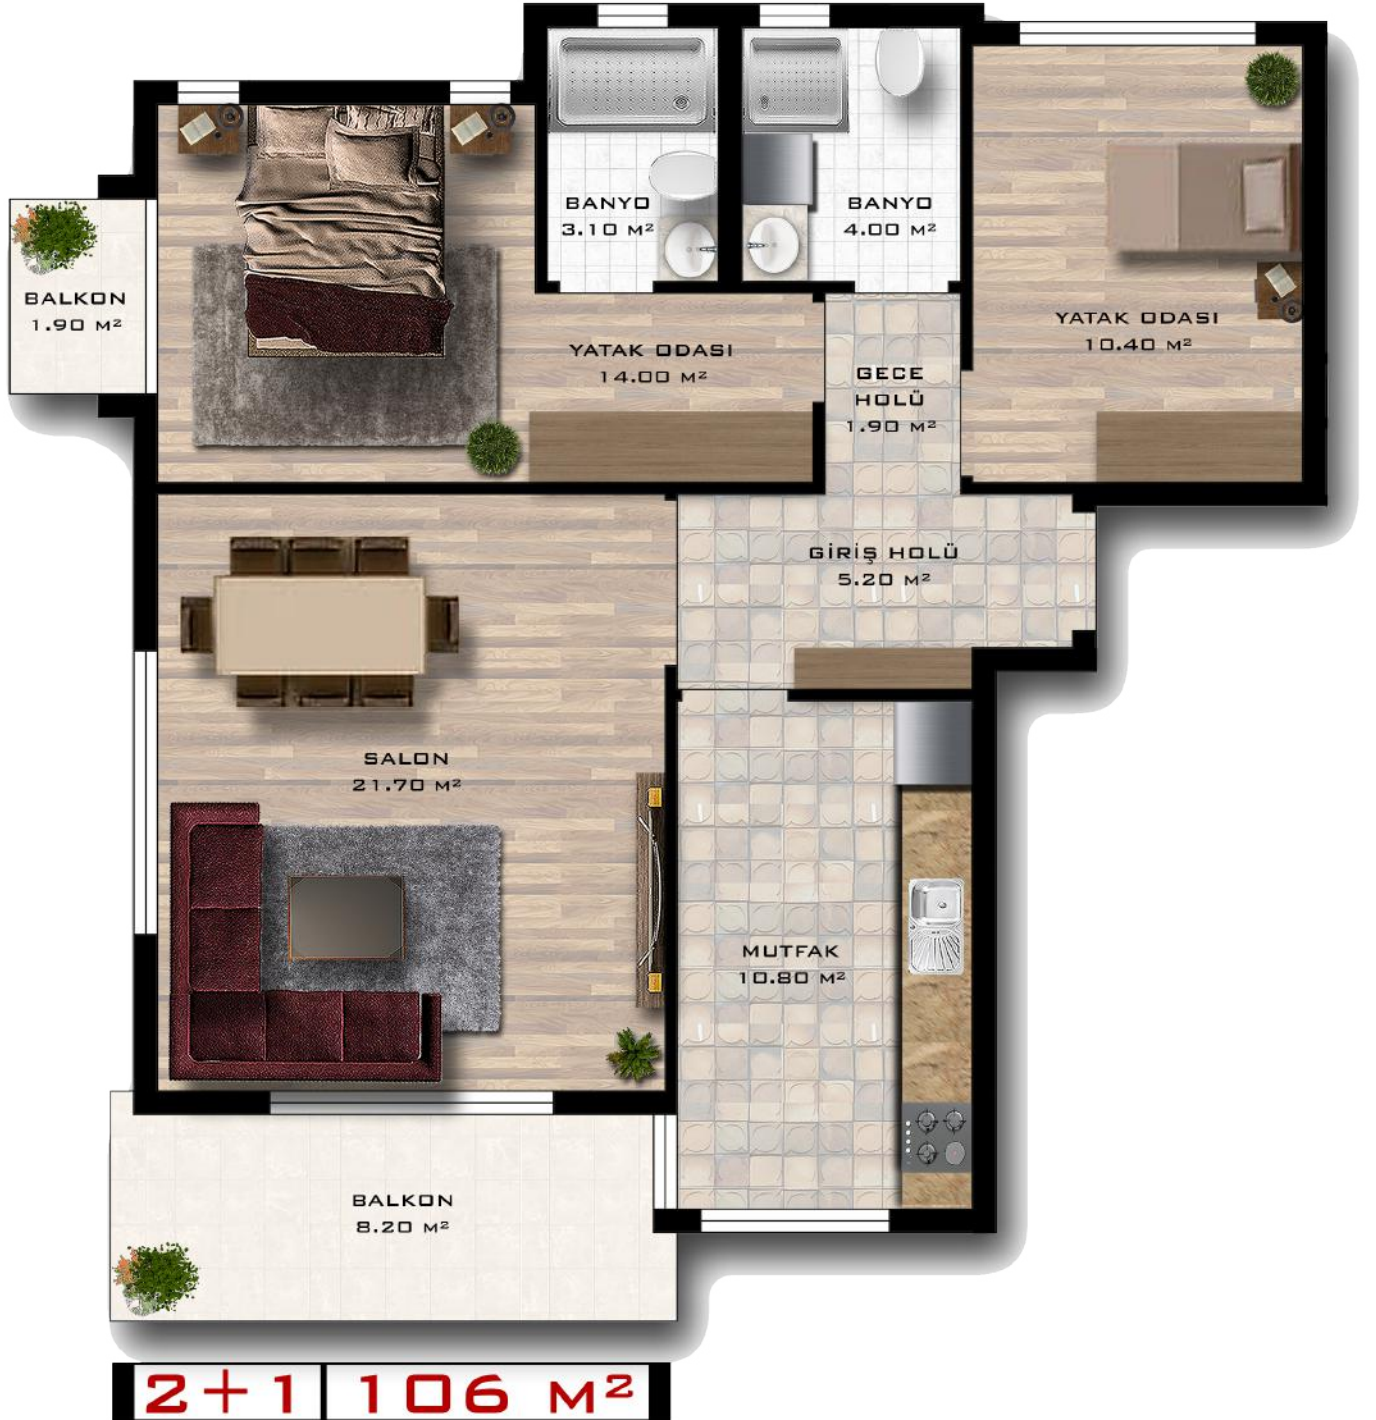 BANYO
3.10 M²
BANYO
4.00 M²
BALKON
1.90 M²
YATAK ODASI
14.00 M²
YATAK ODASI
10.40 M²
GECE
HOLÜ
1.90 M²
GİRİŞ HOLÜ
5.20 M²
SALON
21.70 M²
MUTFAK
10.80 M²
BALKON
8.20 M²
2+1 106 M²